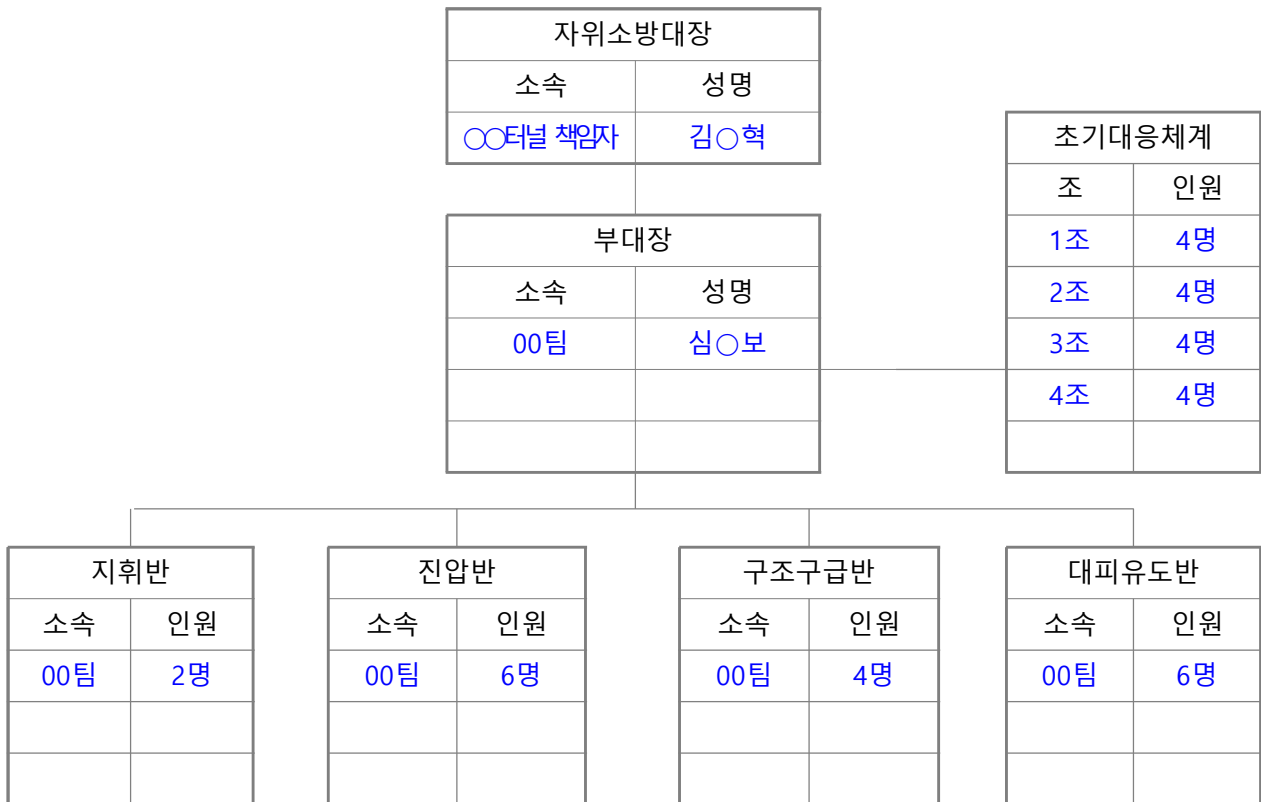 자위소방대장
소속 성명
○○터널 책임자 김○혁
초기대응체계
조 인원
1조 4명
2조 4명
3조 4명
4조 4명
부대장
소속 성명
00팀 심○보
지휘반
소속 인원
00팀 2명
진압반
소속 인원
00팀 6명
구조구급반
소속 인원
00팀 4명
대피유도반
소속 인원
00팀 6명